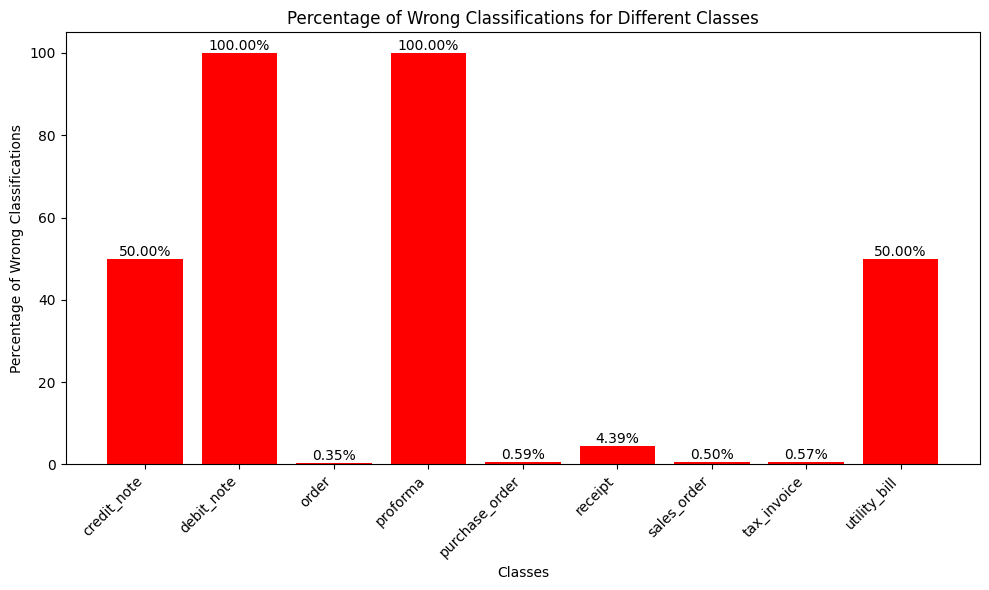 Percentage of Wrong Classifications for Different Classes
Percentage of Wrong Classifications
100
80
60
40
20
0
50.00%
100.00%
0.35%
100.00%
0.59%
4.39%
0.50%
0.57%
50.00%
credit_note
debit_note
order
proforma
purchase_order
receipt
sales_order
tax_invoice
utility_bill
Classes